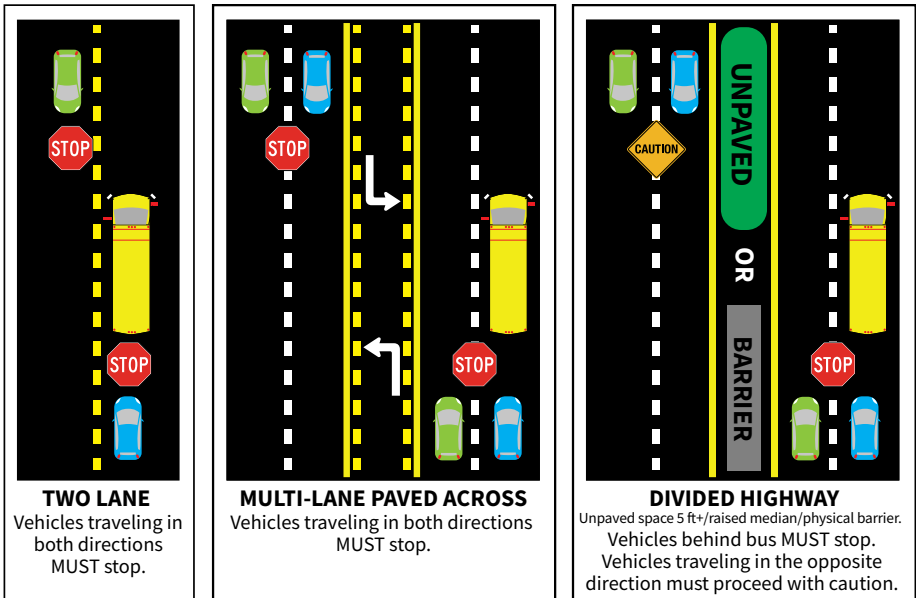 STOP
STOP
TWO LANE
Vehicles traveling in
both directions
MUST stop.
STOP
STOP
MULTI-LANE PAVED ACROSS
Vehicles traveling in both directions
MUST stop.
CAUTION
UNPAVED
OR
BARRIER
STOP
DIVIDED HIGHWAY
Unpaved space 5 ft+/raised median/physical barrier.
Vehicles behind bus MUST stop.
Vehicles traveling in the opposite
direction must proceed with caution.